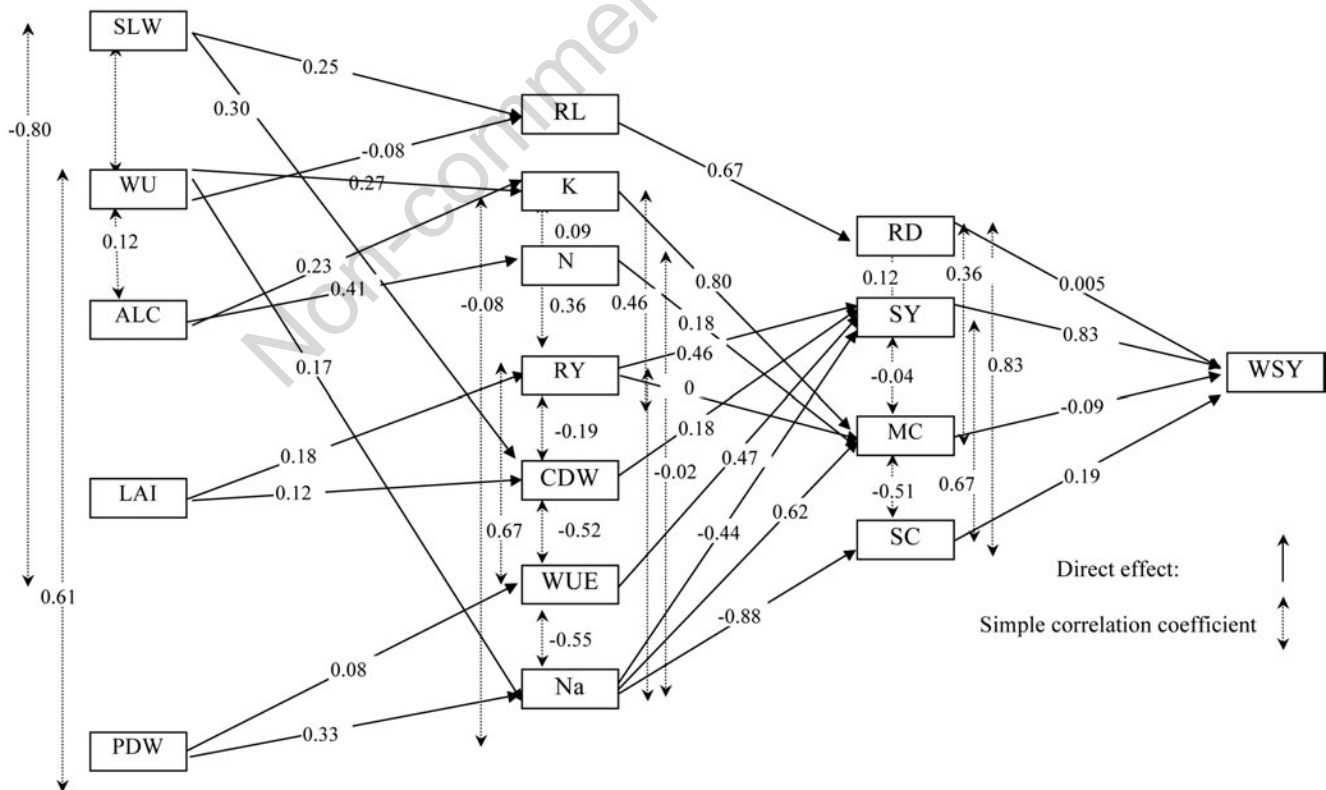 SLW
0.25
0.30
RL
-0.80
-0.08
0.67
WU
0.27
K
0.12
0.09
RD
0.23
N
0.80
0.12
0.36
0.005
ALC
0.41
-0.08
0.36
0.46
0.18
SY
0.83
0.17
RY
0.46
0
-0.04
0.83
WSY
-0.19
0.18
MC
-0.09
0.18
CDW
0.47
-0.02
LAI
0.12
-0.51
0.67
0.19
0.67
-0.52
-0.44
0.62
SC
0.61
WUE
Direct effect:
-0.55
-0.88
Simple correlation coefficient
0.08
Na
0.33
PDW
Non-comme